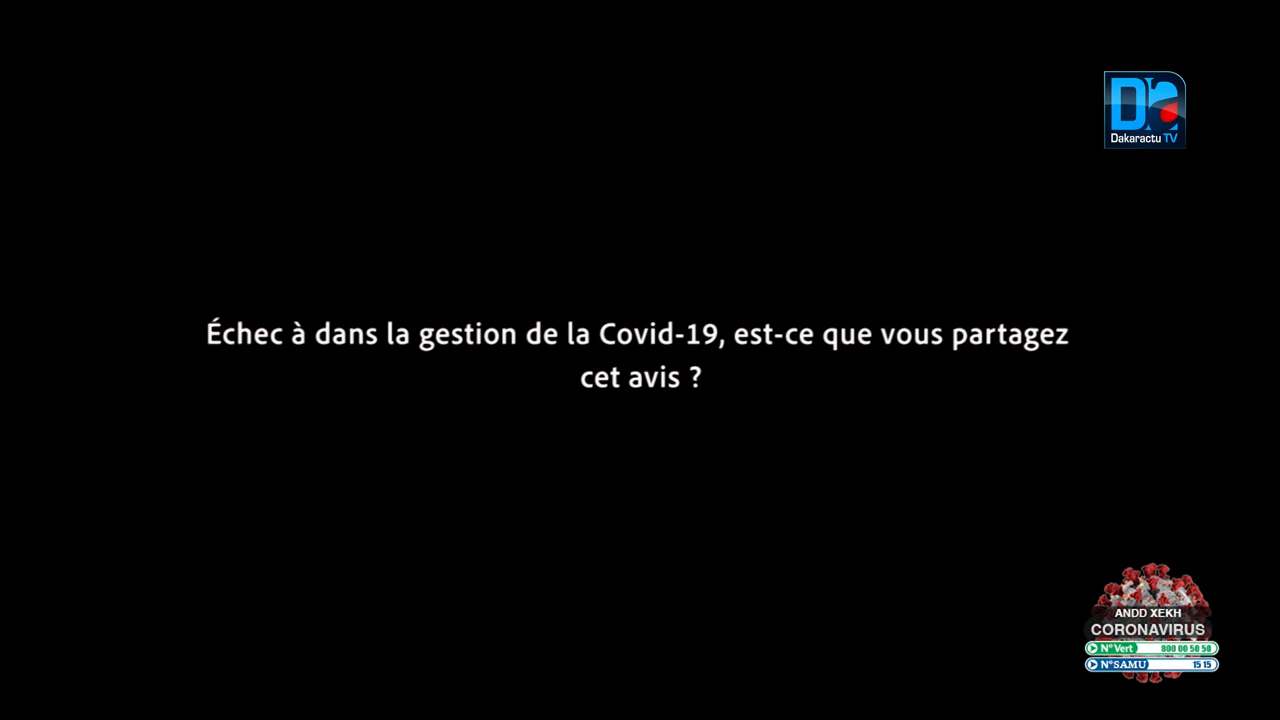 Dakaractu TV
Échec à dans la gestion de la Covid-19, est-ce que vous partagez
cet avis ?
ANDD XEKH
CORONAVIRUS
N° Vert 800 00 50 50
N° SAMU 15 15